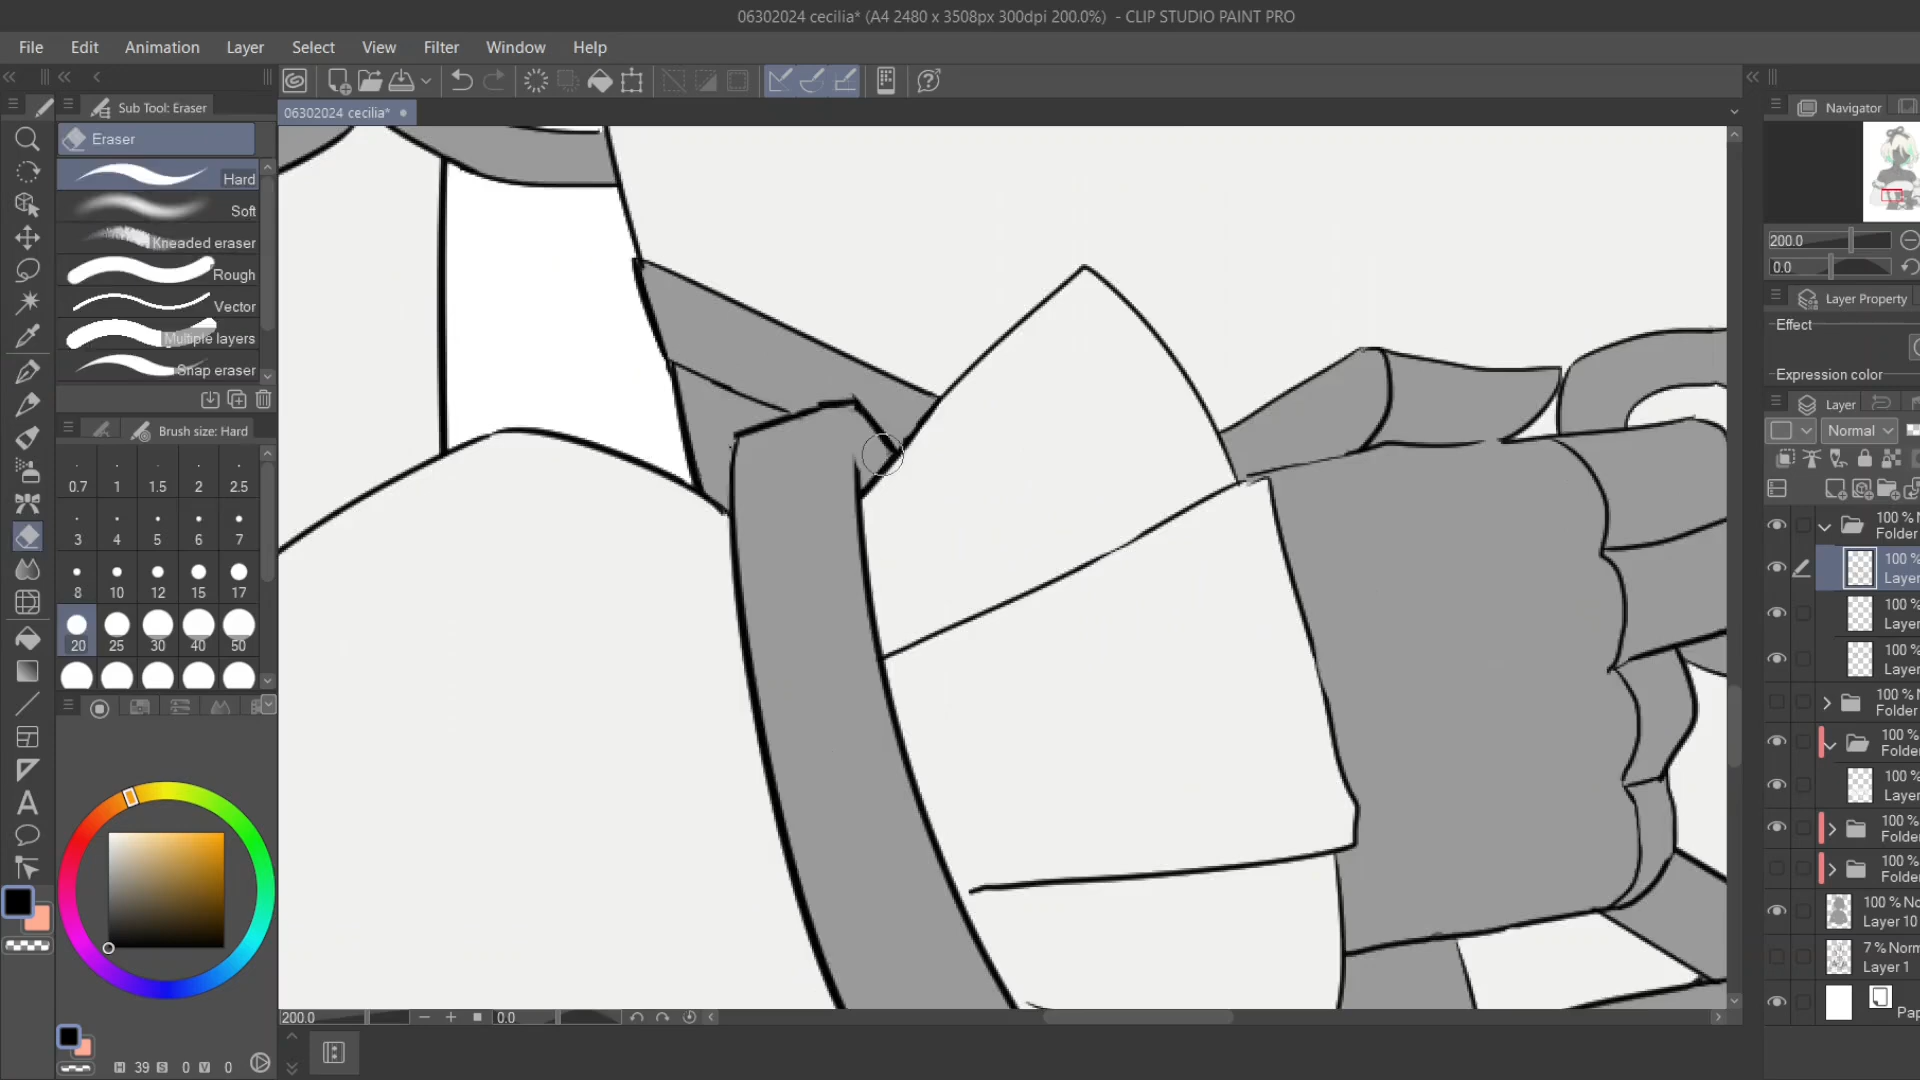 06302024 cecilia* (A4 2480 x 3508px 300dpi 200.0%) - CLIP STUDIO PAINT PRO
File Edit Animation Layer Select View Filter Window Help
Sub Tool: Eraser
06302024 cecilia*
Navigator
Eraser
Hard
Soft
Kneaded eraser
Rough
Vector
Multiple layers
Snap eraser
Brush size: Hard
0.7 1 1.5 2 2.5
3 4 5 6 7
8 10 12 15 17
20 25 30 40 50
H 39 S 0 V 0
200.0 0.0
200.0
0.0
Layer Property
Effect
Expression color
Layer
Normal
100 % N
Folder
100 %
Layer
100 %
Layer
100 %
Layer
100 % N
Folder
100 %
Folder
100 %
Layer
100 %
Folder
100 %
Folder
100 % No
Layer 10
7 % Norm
Layer 1
Pap